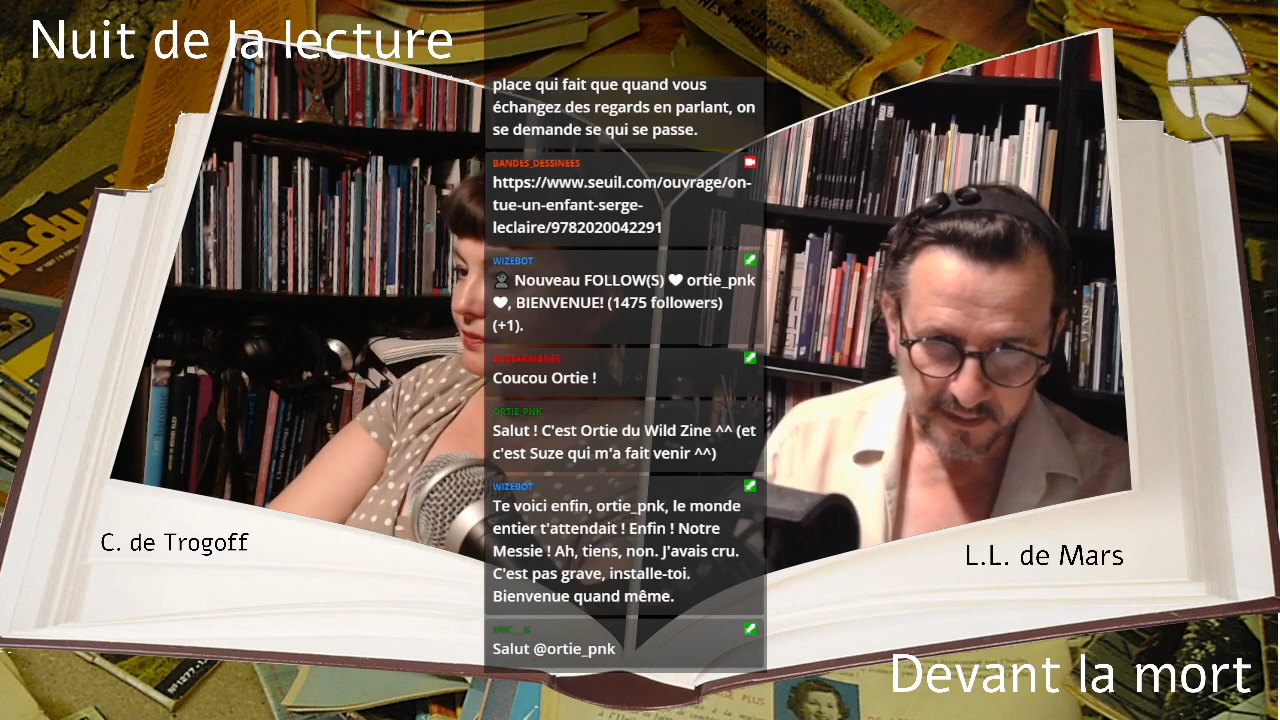 Nuit de la lecture
place qui fait que quand vous
échangez des regards en parlant, on
se demande se qui se passe.
BANDES_DESSINEES
https://www.seuil.com/ouvrage/on-
tue-un-enfant-serge-
leclaire/9782020042291
WIZEBOT
Nouveau FOLLOW(S) ortie_pnk
, BIENVENUE! (1475 followers)
(+1).
Coucou Ortie !
ORTIE_PNK
Salut ! C'est Ortie du Wild Zine ^^ (et
c'est Suze qui m'a fait venir ^^)
WIZEBOT
Te voici enfin, ortie_pnk, le monde
entier t'attendait ! Enfin ! Notre
Messie ! Ah, tiens, non. J'avais cru.
C'est pas grave, installe-toi.
Bienvenue quand même.
Salut @ortie_pnk
C. de Trogoff
L.L. de Mars
Devant la mort